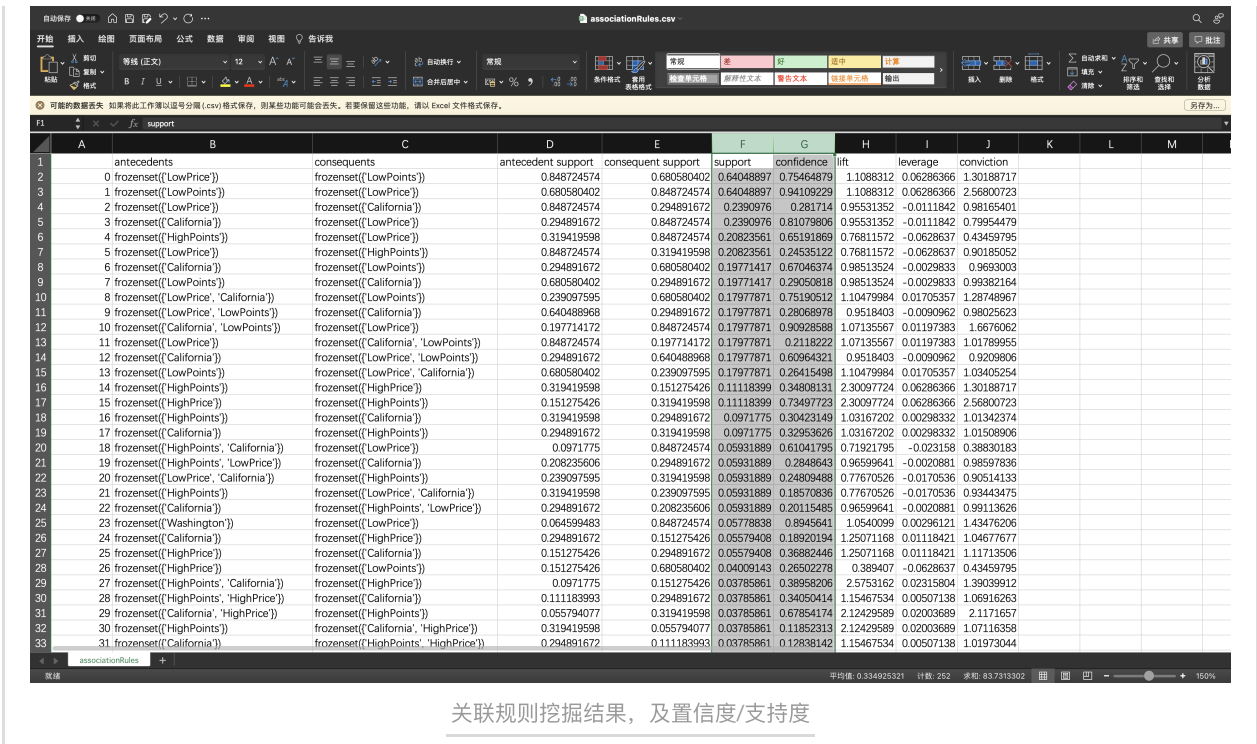 自动保存 关闭 ··· associationRules.csv
开始 插入 绘图 页面布局 公式 数据 审阅 视图 告诉我 共享 批注
粘贴 剪切 复制 格式 等线 (正文) 12 A A 自动换行 常规 条件格式 套用表格格式 常规 差 好 适中 计算 插入 删除 格式 自动求和 填充 清除 排序和筛选 查找和选择 分析数据
B I U A 合并后居中 % 检查单元格 解释性文本 警告文本 链接单元格 输出
可能的数据丢失 如果将此工作簿以逗号分隔 (.csv) 格式保存，则某些功能可能会丢失。若要保留这些功能，请以 Excel 文件格式保存。 另存为...
F1 fx support
A B C D E F G H I J K L M
1 antecedents consequents antecedent support consequent support support confidence lift leverage conviction
2 0 frozenset({'LowPrice'}) frozenset({'LowPoints'}) 0.848724574 0.680580402 0.64048897 0.75464879 1.1088312 0.06286366 1.30188717
3 1 frozenset({'LowPoints'}) frozenset({'LowPrice'}) 0.680580402 0.848724574 0.64048897 0.94109229 1.1088312 0.06286366 2.56800723
4 2 frozenset({'LowPrice'}) frozenset({'California'}) 0.848724574 0.294891672 0.2390976 0.281714 0.95531352 -0.0111842 0.98165401
5 3 frozenset({'California'}) frozenset({'LowPrice'}) 0.294891672 0.848724574 0.2390976 0.81079806 0.95531352 -0.0111842 0.79954479
6 4 frozenset({'HighPoints'}) frozenset({'LowPrice'}) 0.319419598 0.848724574 0.20823561 0.65191869 0.76811572 -0.0628637 0.43459795
7 5 frozenset({'LowPrice'}) frozenset({'HighPoints'}) 0.848724574 0.319419598 0.20823561 0.24535122 0.76811572 -0.0628637 0.90185052
8 6 frozenset({'California'}) frozenset({'LowPoints'}) 0.294891672 0.680580402 0.19771417 0.67046374 0.98513524 -0.0029833 0.9693003
9 7 frozenset({'LowPoints'}) frozenset({'California'}) 0.680580402 0.294891672 0.19771417 0.29050818 0.98513524 -0.0029833 0.99382164
10 8 frozenset({'LowPrice', 'California'}) frozenset({'LowPoints'}) 0.239097595 0.680580402 0.17977871 0.75190512 1.10479984 0.01705357 1.28748967
11 9 frozenset({'LowPrice', 'LowPoints'}) frozenset({'California'}) 0.640488968 0.294891672 0.17977871 0.28068978 0.9518403 -0.0090962 0.98025623
12 10 frozenset({'California', 'LowPoints'}) frozenset({'LowPrice'}) 0.197714172 0.848724574 0.17977871 0.90928588 1.07135567 0.01197383 1.6676062
13 11 frozenset({'LowPrice'}) frozenset({'California', 'LowPoints'}) 0.848724574 0.197714172 0.17977871 0.2118222 1.07135567 0.01197383 1.01789955
14 12 frozenset({'California'}) frozenset({'LowPrice', 'LowPoints'}) 0.294891672 0.640488968 0.17977871 0.60964321 0.9518403 -0.0090962 0.9209806
15 13 frozenset({'LowPoints'}) frozenset({'LowPrice', 'California'}) 0.680580402 0.239097595 0.17977871 0.26415498 1.10479984 0.01705357 1.03405254
16 14 frozenset({'HighPoints'}) frozenset({'HighPrice'}) 0.319419598 0.151275426 0.11118399 0.34808131 2.30097724 0.06286366 1.30188717
17 15 frozenset({'HighPrice'}) frozenset({'HighPoints'}) 0.151275426 0.319419598 0.11118399 0.73497723 2.30097724 0.06286366 2.56800723
18 16 frozenset({'HighPoints'}) frozenset({'California'}) 0.319419598 0.294891672 0.0971775 0.30423149 1.03167202 0.00298332 1.01342374
19 17 frozenset({'California'}) frozenset({'HighPoints'}) 0.294891672 0.319419598 0.0971775 0.32953626 1.03167202 0.00298332 1.01508906
20 18 frozenset({'HighPoints', 'California'}) frozenset({'LowPrice'}) 0.0971775 0.848724574 0.05931889 0.61041795 0.71921795 -0.023158 0.38830183
21 19 frozenset({'HighPoints', 'LowPrice'}) frozenset({'California'}) 0.208235606 0.294891672 0.05931889 0.2848643 0.96599641 -0.0020881 0.98597836
22 20 frozenset({'LowPrice', 'California'}) frozenset({'HighPoints'}) 0.239097595 0.319419598 0.05931889 0.24809488 0.77670526 -0.0170536 0.90514133
23 21 frozenset({'HighPoints'}) frozenset({'LowPrice', 'California'}) 0.319419598 0.239097595 0.05931889 0.18570836 0.77670526 -0.0170536 0.93443475
24 22 frozenset({'California'}) frozenset({'HighPoints', 'LowPrice'}) 0.294891672 0.208235606 0.05931889 0.20115485 0.96599641 -0.0020881 0.99113626
25 23 frozenset({'Washington'}) frozenset({'LowPrice'}) 0.064599483 0.848724574 0.05778838 0.8945641 1.0540099 0.00296121 1.43476206
26 24 frozenset({'California'}) frozenset({'HighPrice'}) 0.294891672 0.151275426 0.05579408 0.18920194 1.25071168 0.01118421 1.04677677
27 25 frozenset({'HighPrice'}) frozenset({'California'}) 0.151275426 0.294891672 0.05579408 0.36882446 1.25071168 0.01118421 1.11713506
28 26 frozenset({'HighPrice'}) frozenset({'LowPoints'}) 0.151275426 0.680580402 0.04009143 0.26502278 0.389407 -0.0628637 0.43459795
29 27 frozenset({'HighPoints', 'California'}) frozenset({'HighPrice'}) 0.0971775 0.151275426 0.03785861 0.38958206 2.5753162 0.02315804 1.39039912
30 28 frozenset({'HighPoints', 'HighPrice'}) frozenset({'California'}) 0.111183993 0.294891672 0.03785861 0.34050414 1.15467534 0.00507138 1.06916263
31 29 frozenset({'California', 'HighPrice'}) frozenset({'HighPoints'}) 0.055794077 0.319419598 0.03785861 0.67854174 2.12429589 0.02003689 2.1171657
32 30 frozenset({'HighPoints'}) frozenset({'California', 'HighPrice'}) 0.319419598 0.055794077 0.03785861 0.11852313 2.12429589 0.02003689 1.07116358
33 31 frozenset({'California'}) frozenset({'HighPoints', 'HighPrice'}) 0.294891672 0.111183993 0.03785861 0.12838142 1.15467534 0.00507138 1.01973044
associationRules +
就绪 平均值: 0.334925321 计数: 252 求和: 83.7313302 150%
关联规则挖掘结果，及置信度/支持度